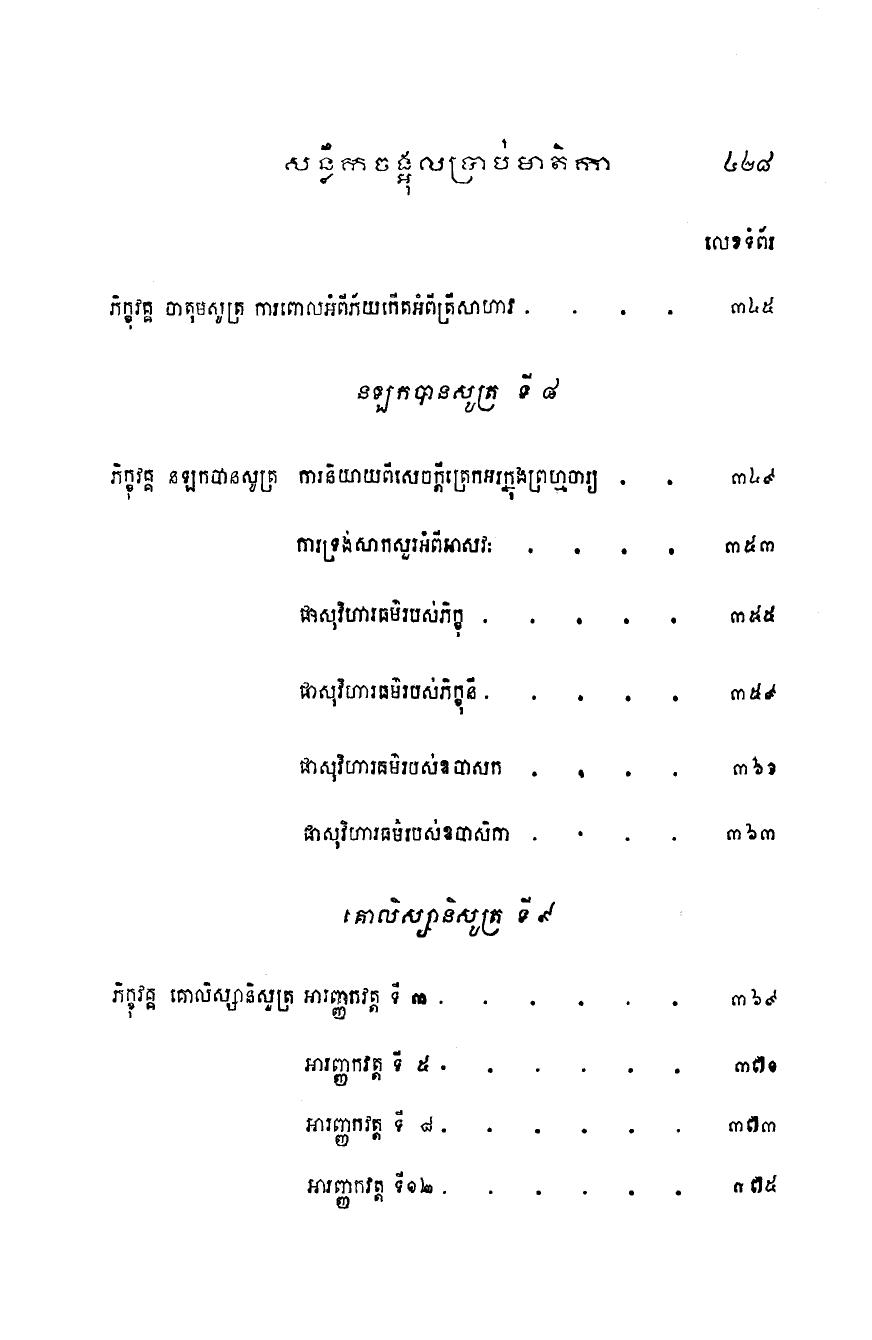 សន្លឹកចង្អុលប្រាប់មាតិកា ៤២៨
លេខទំព័រ
ភិក្ខុវគ្គ ចាតុមសូត្រ ការពោលអំពីភ័យកើតអំពីត្រីសាហាវ . . . . ៣៤៥
នឡកបានសូត្រ ទី ៨
ភិក្ខុវគ្គ នឡកបានសូត្រ ការនិយាយពីសេចក្តីត្រេកអរក្នុងព្រហ្មចារ្យ . . ៣៤៩
ការទ្រង់សាកសួរអំពីអាសវៈ . . . . ៣៥៣
ផាសុវិហារធម៌របស់ភិក្ខុ . . . . . ៣៥៥
ផាសុវិហារធម៌របស់ភិក្ខុនី . . . . . ៣៥៩
ផាសុវិហារធម៌របស់ឧបាសក . . . . ៣៦១
ផាសុវិហារធម៌របស់ឧបាសិកា . . . . ៣៦៣
គោលិស្សានិសូត្រ ទី ៩
ភិក្ខុវគ្គ គោលិស្សានិសូត្រ អារញ្ញកវត្ត ទី ៣ . . . . . . ៣៦៩
អារញ្ញកវត្ត ទី ៥ . . . . . . ៣៧១
អារញ្ញកវត្ត ទី ៨ . . . . . . ៣៧៣
អារញ្ញកវត្ត ទី១២ . . . . . . ៣៧៥